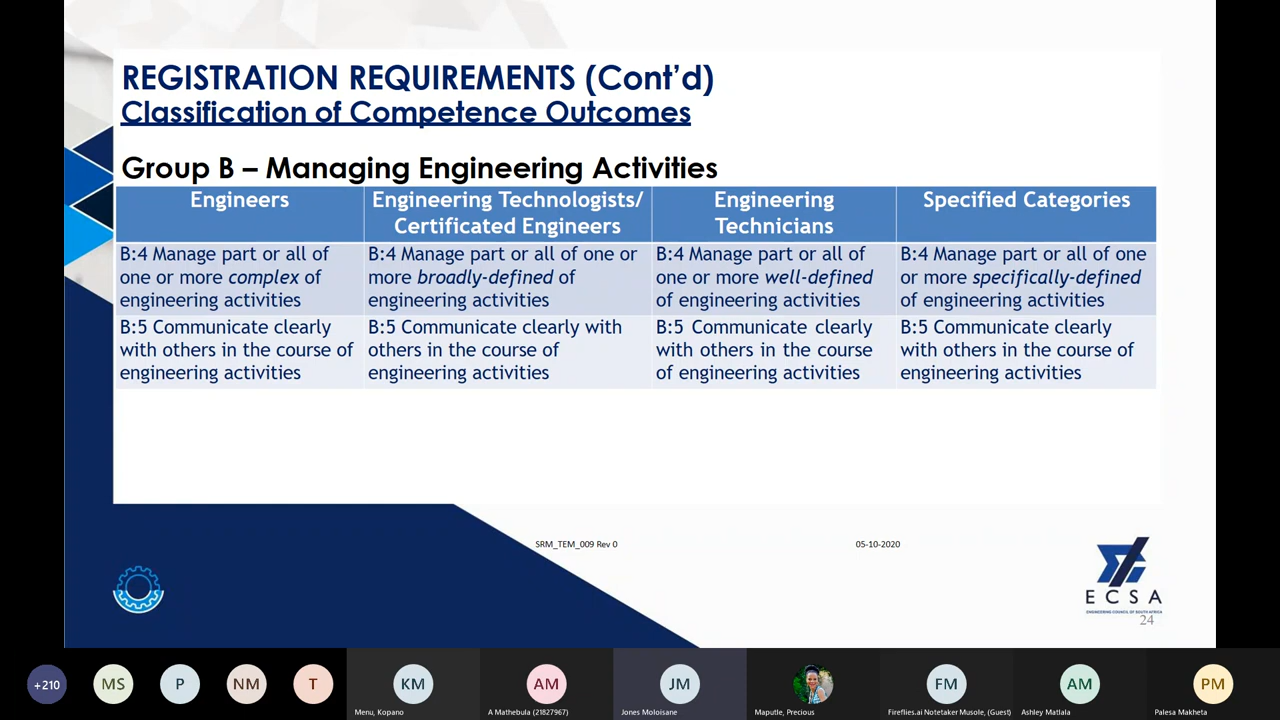 REGISTRATION REQUIREMENTS (Cont’d)
Classification of Competence Outcomes
Group B – Managing Engineering Activities
Engineers
Engineering Technologists/
Certificated Engineers
Engineering
Technicians
Specified Categories
B:4 Manage part or all of
one or more complex of
engineering activities
B:4 Manage part or all of one or
more broadly-defined of
engineering activities
B:4 Manage part or all of
one or more well-defined
of engineering activities
B:4 Manage part or all of one
or more specifically-defined
of engineering activities
B:5 Communicate clearly
with others in the course of
engineering activities
B:5 Communicate clearly with
others in the course of
engineering activities
B:5 Communicate clearly
with others in the course
of engineering activities
B:5 Communicate clearly
with others in the course of
engineering activities
SRM_TEM_009 Rev 0
05-10-2020
ECSA
ENGINEERING COUNCIL OF SOUTH AFRICA
24
+210
MS
P
NM
T
KM
AM
JM
FM
AM
PM
Menu, Kopano
A Mathebula (21827967)
Jones Moloisane
Maputle, Precious
Fireflies.ai Notetaker Musole, (Guest)
Ashley Matlala
Palesa Makheta